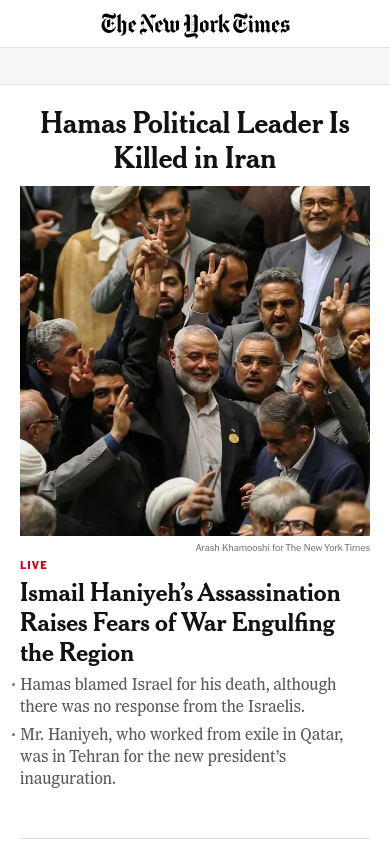 The New York Times
Hamas Political Leader Is
Killed in Iran
Arash Khamooshi for The New York Times
LIVE
Ismail Haniyeh’s Assassination
Raises Fears of War Engulfing
the Region
· Hamas blamed Israel for his death, although
there was no response from the Israelis.
· Mr. Haniyeh, who worked from exile in Qatar,
was in Tehran for the new president’s
inauguration.